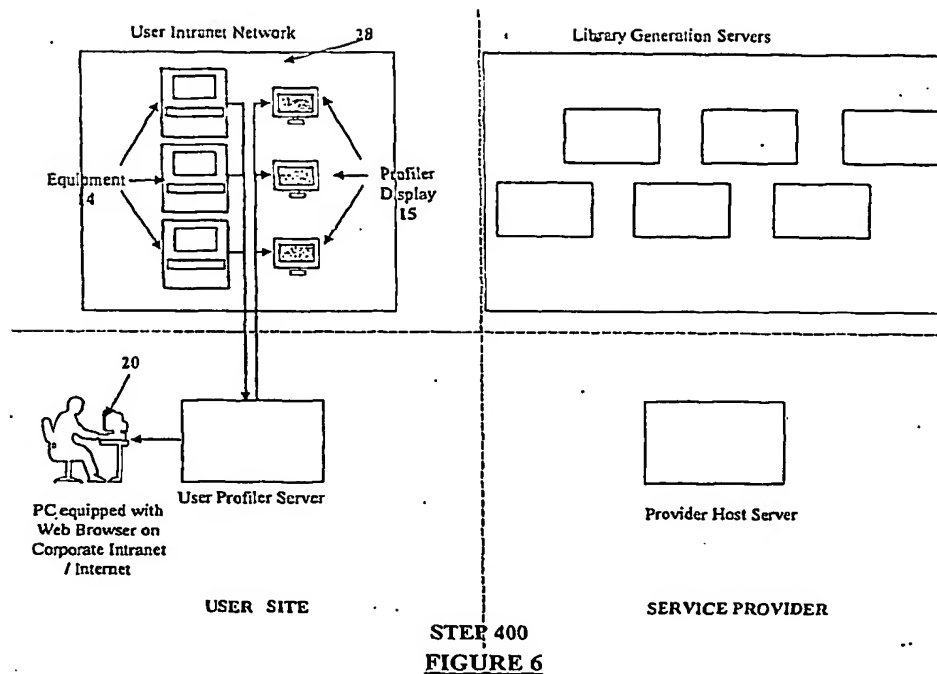 User Intranet Network
28
Library Generation Servers
Equipment
14
Profiler
Display
15
20
User Profiler Server
PC equipped with
Web Browser on
Corporate Intranet
/ Internet
Provider Host Server
USER SITE
SERVICE PROVIDER
STEP 400
FIGURE 6